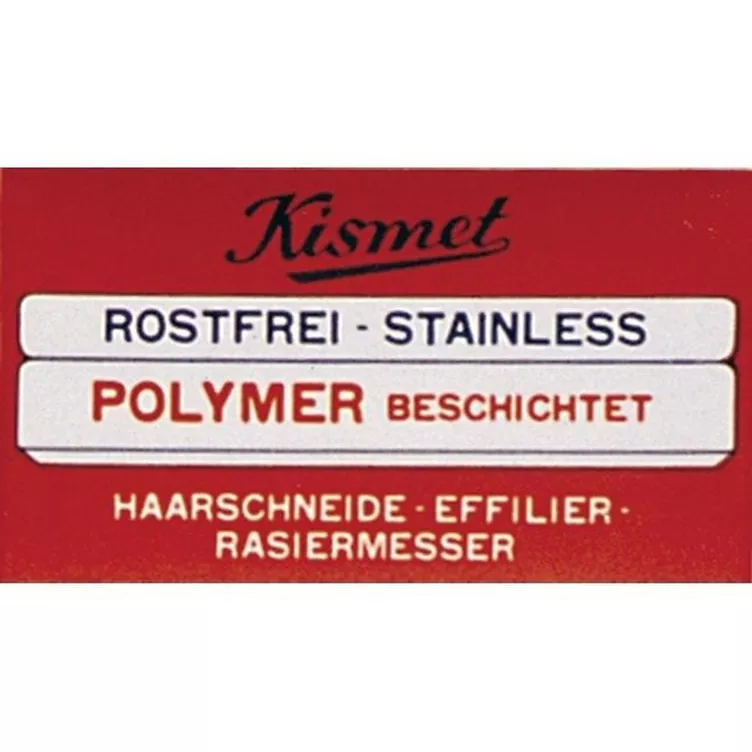 Kismet
ROSTFREI - STAINLESS
POLYMER BESCHICHTET
HAARSCHNEIDE - EFFILIER -
RASIERMESSER